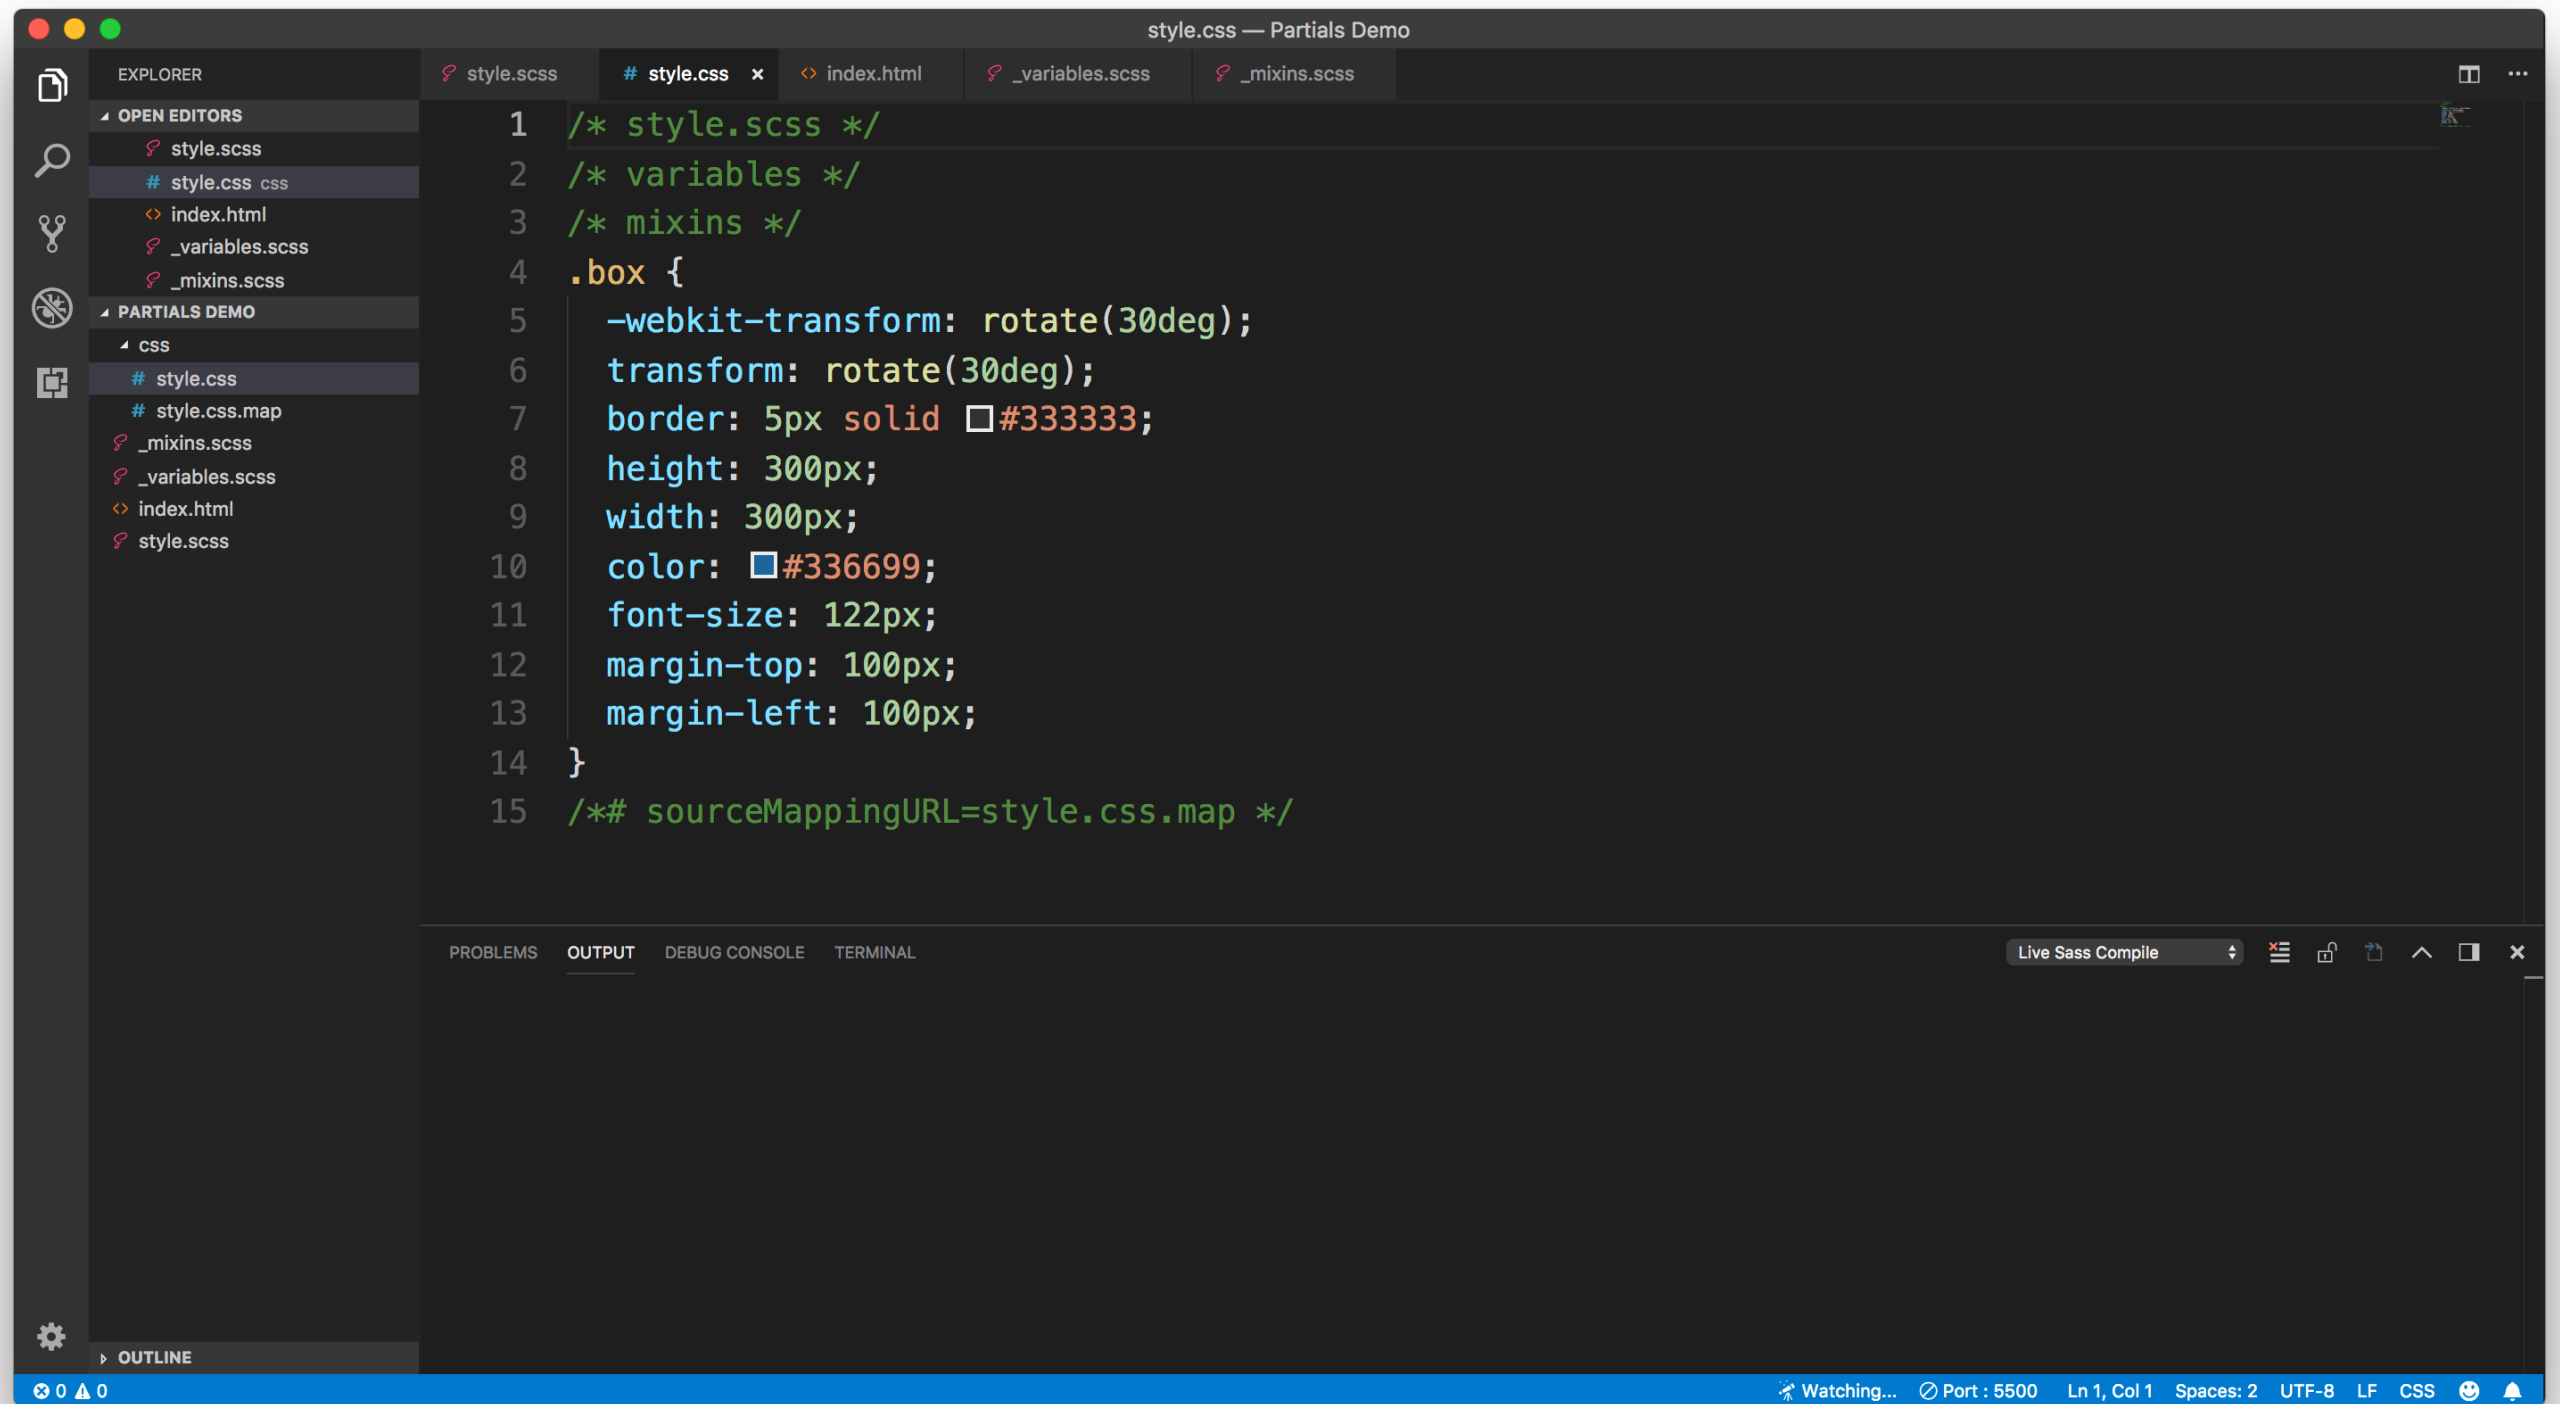 style.css — Partials Demo
EXPLORER
OPEN EDITORS
style.scss
style.css css
index.html
_variables.scss
_mixins.scss
PARTIALS DEMO
css
style.css
style.css.map
_mixins.scss
_variables.scss
index.html
style.scss
OUTLINE
style.scss style.css index.html _variables.scss _mixins.scss
1 /* style.scss */
2 /* variables */
3 /* mixins */
4 .box {
5 -webkit-transform: rotate(30deg);
6 transform: rotate(30deg);
7 border: 5px solid #333333;
8 height: 300px;
9 width: 300px;
10 color: #336699;
11 font-size: 122px;
12 margin-top: 100px;
13 margin-left: 100px;
14 }
15 /*# sourceMappingURL=style.css.map */
PROBLEMS OUTPUT DEBUG CONSOLE TERMINAL Live Sass Compile
0 0 Watching... Port : 5500 Ln 1, Col 1 Spaces: 2 UTF-8 LF CSS